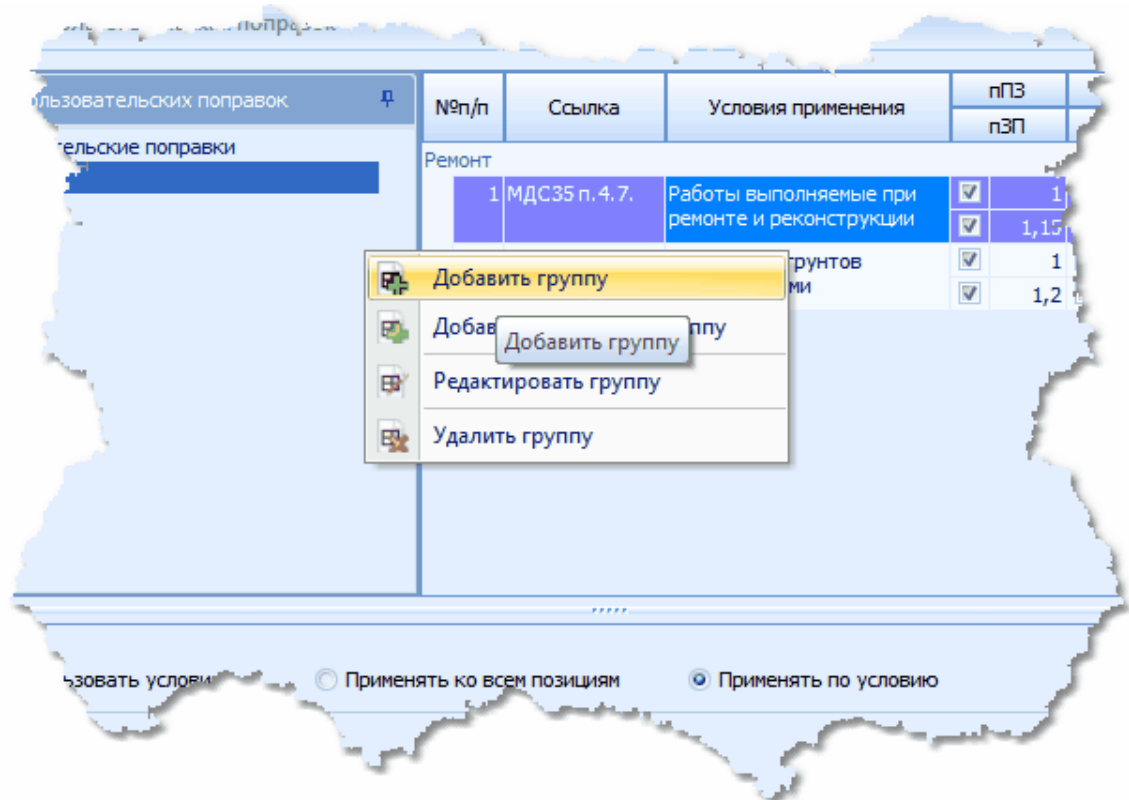 льзовательских поправок
тельские поправки
№п/п
Ссылка
Условия применения
пПЗ
пЗП
Ремонт
1
МДС35 п.4.7.
Работы выполняемые при
ремонте и реконструкции
1
1,15
грунтов
ми
1
1,2
Добавить группу
Добав
ппу
Добавить группу
Редактировать группу
Удалить группу
Применять ко всем позициям
Применять по условию